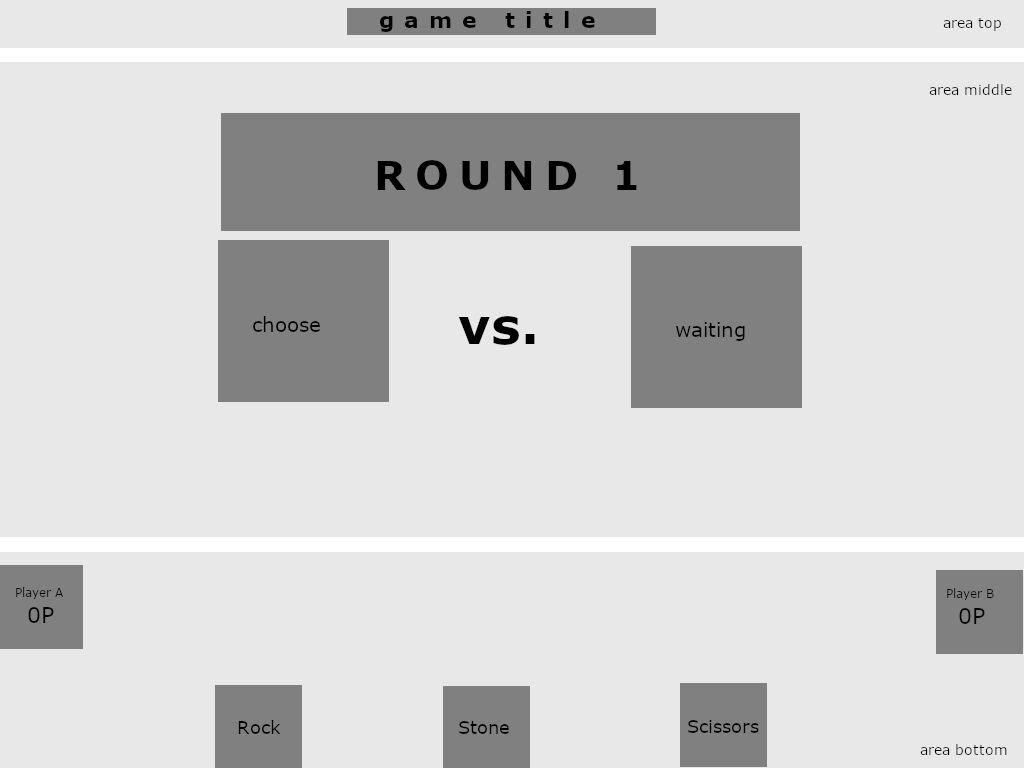 game title
area top
area middle
ROUND 1
choose
vs.
waiting
Player A
0P
Player B
0P
Rock
Stone
Scissors
area bottom